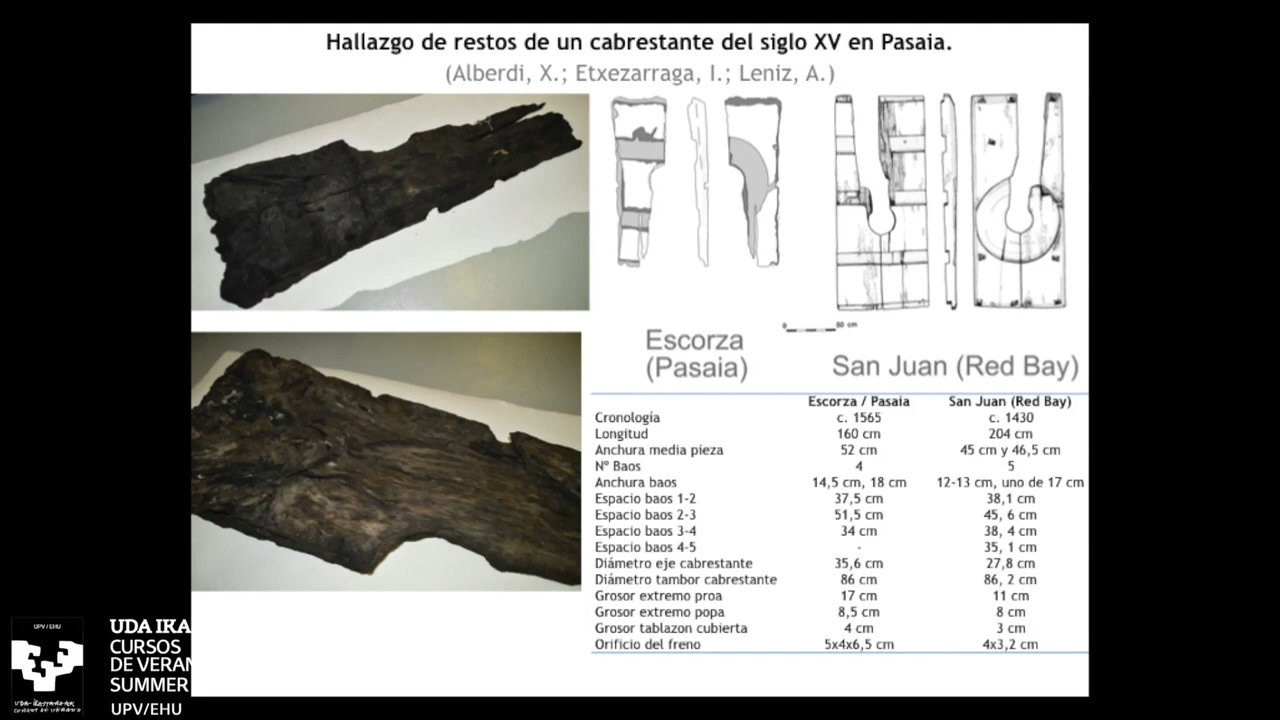 Hallazgo de restos de un cabrestante del siglo XV en Pasaia.
(Alberdi, X.; Etxezarraga, I.; Leniz, A.)
0 50 cm
Escorza
(Pasaia)
San Juan (Red Bay)
Escorza / Pasaia San Juan (Red Bay)
Cronología c. 1565 c. 1430
Longitud 160 cm 204 cm
Anchura media pieza 52 cm 45 cm y 46,5 cm
Nº Baos 4 5
Anchura baos 14,5 cm, 18 cm 12-13 cm, uno de 17 cm
Espacio baos 1-2 37,5 cm 38,1 cm
Espacio baos 2-3 51,5 cm 45, 6 cm
Espacio baos 3-4 34 cm 38, 4 cm
Espacio baos 4-5 - 35, 1 cm
Diámetro eje cabrestante 35,6 cm 27,8 cm
Diámetro tambor cabrestante 86 cm 86, 2 cm
Grosor extremo proa 17 cm 11 cm
Grosor extremo popa 8,5 cm 8 cm
Grosor tablazon cubierta 4 cm 3 cm
Orificio del freno 5x4x6,5 cm 4x3,2 cm
UPV/EHU
UDA IKA
CURSOS
DE VERAN
SUMMER
UPV/EHU